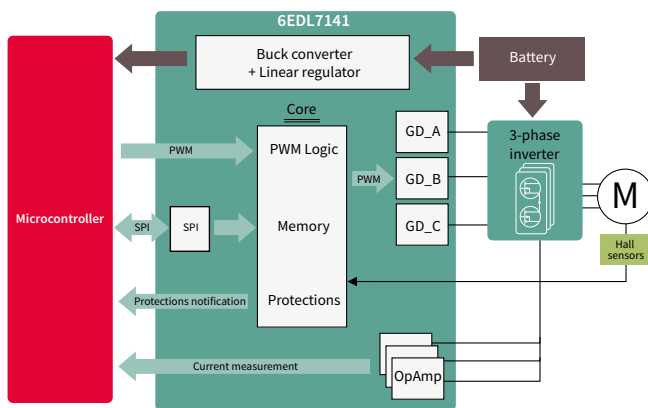 6EDL7141
Buck converter
+ Linear regulator
Battery
Core
GD_A
3-phase
inverter
PWM
PWM Logic
PWM
GD_B
M
Microcontroller
SPI
SPI
Memory
GD_C
Hall
sensors
Protections notification
Protections
Current measurement
OpAmp